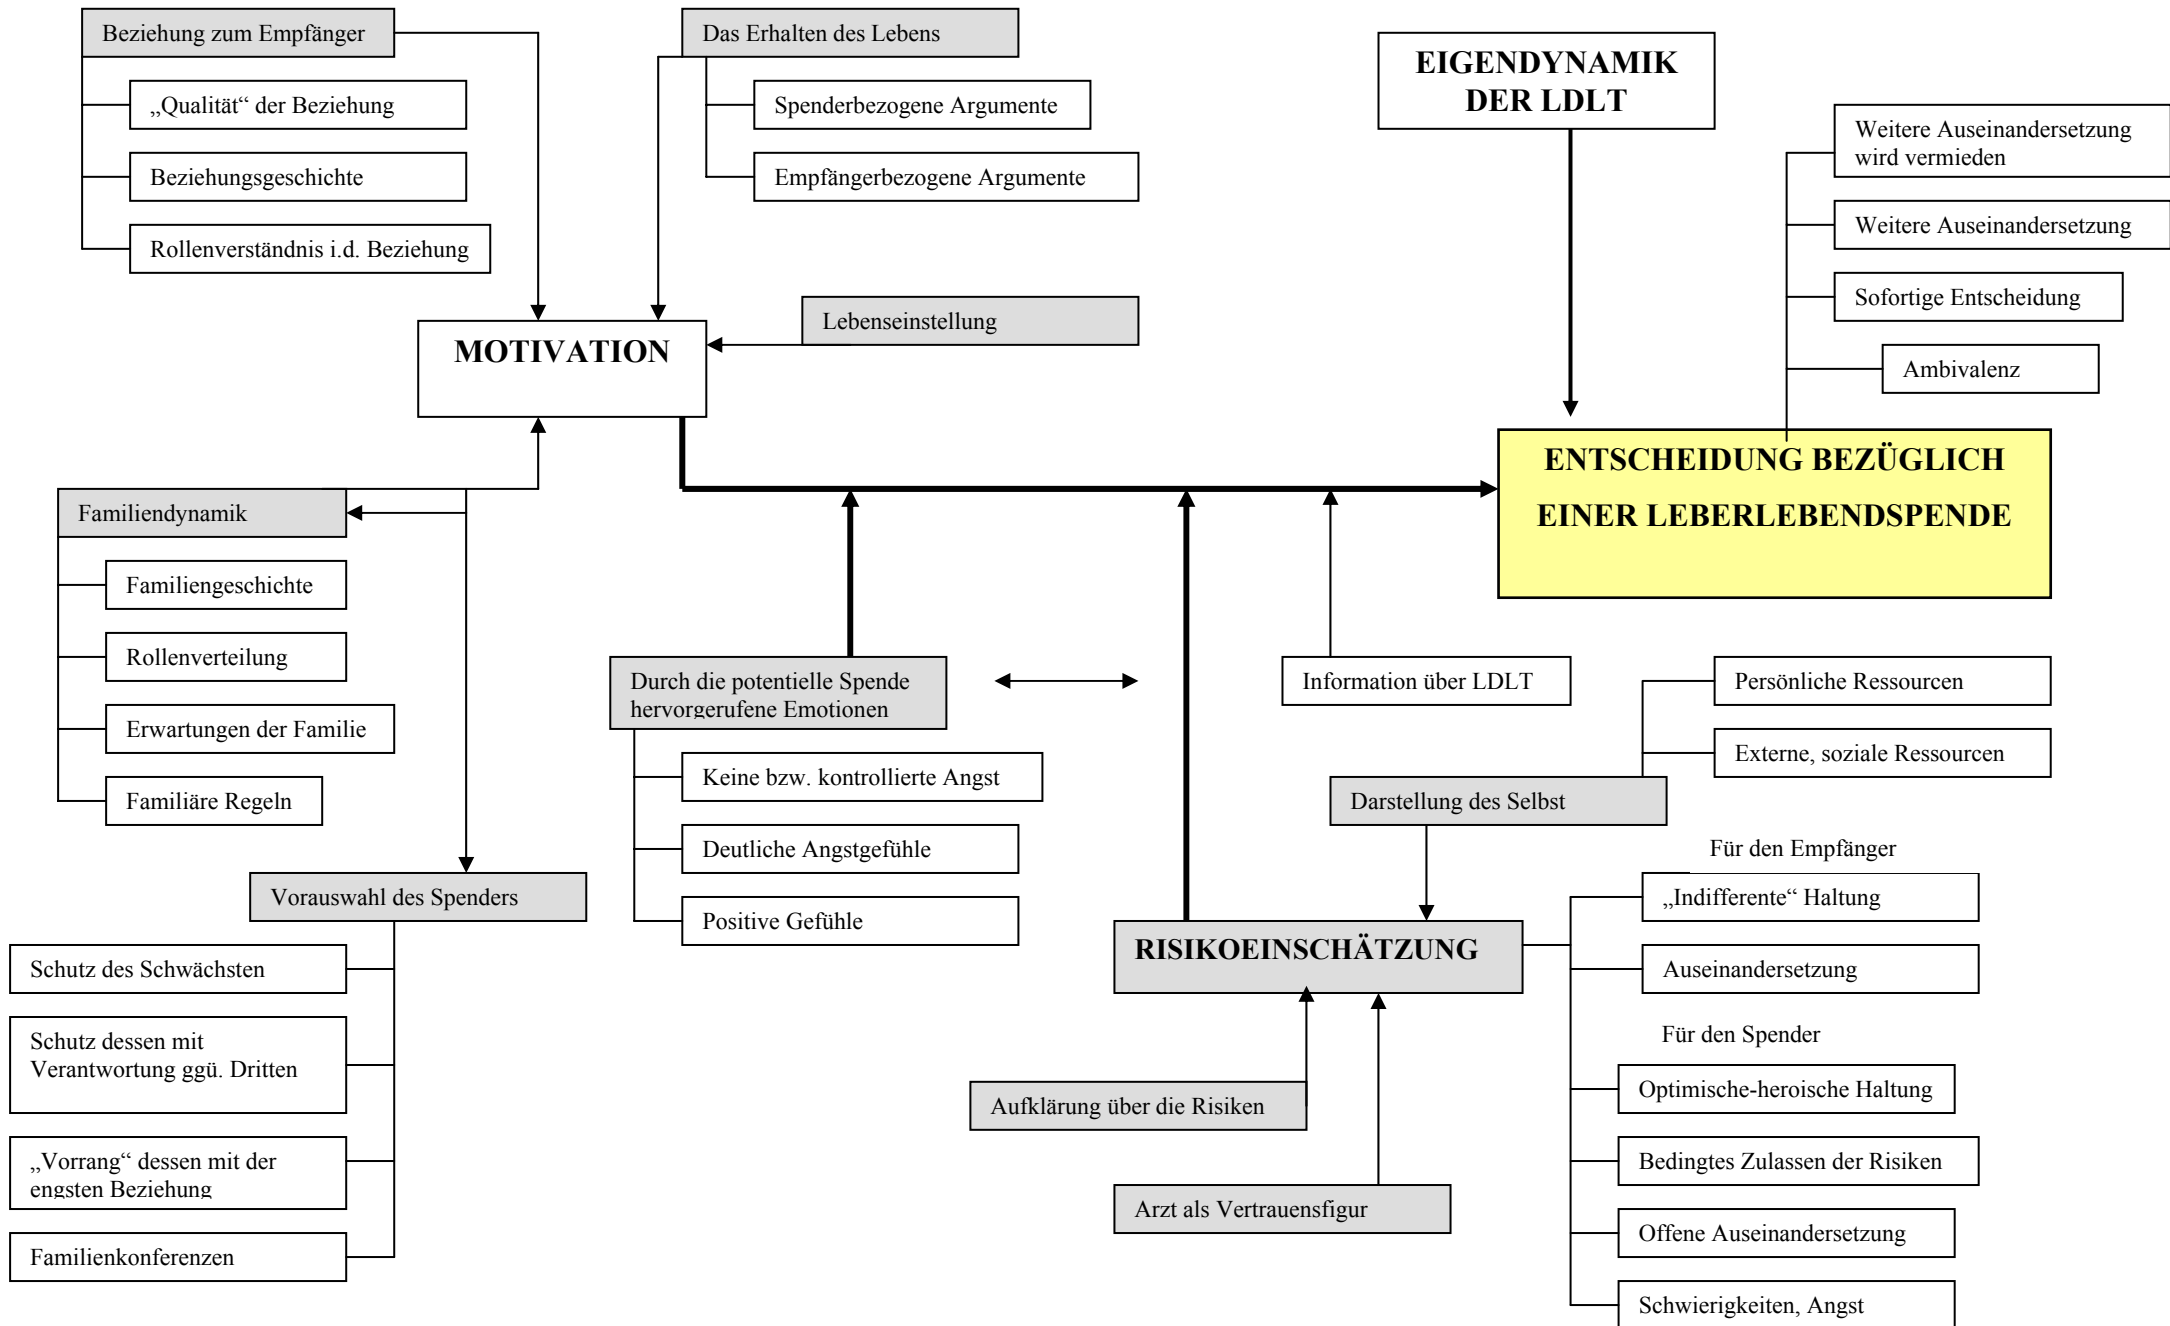 Beziehung zum Empfänger
„Qualität“ der Beziehung
Beziehungsgeschichte
Rollenverständnis i.d. Beziehung
Das Erhalten des Lebens
Spenderbezogene Argumente
Empfängerbezogene Argumente
Lebenseinstellung
MOTIVATION
EIGENDYNAMIK
DER LDLT
Weitere Auseinandersetzung
wird vermieden
Weitere Auseinandersetzung
Sofortige Entscheidung
Ambivalenz
ENTSCHEIDUNG BEZÜGLICH
EINER LEBERLEBENDSPENDE
Familiendynamik
Familiengeschichte
Rollenverteilung
Erwartungen der Familie
Familiäre Regeln
Vorauswahl des Spenders
Schutz des Schwächsten
Schutz dessen mit
Verantwortung ggü. Dritten
„Vorrang“ dessen mit der
engsten Beziehung
Familienkonferenzen
Durch die potentielle Spende
hervorgerufene Emotionen
Keine bzw. kontrollierte Angst
Deutliche Angstgefühle
Positive Gefühle
Information über LDLT
Persönliche Ressourcen
Externe, soziale Ressourcen
Darstellung des Selbst
RISIKOEINSCHÄTZUNG
Aufklärung über die Risiken
Arzt als Vertrauensfigur
Für den Empfänger
„Indifferente“ Haltung
Auseinandersetzung
Für den Spender
Optimische-heroische Haltung
Bedingtes Zulassen der Risiken
Offene Auseinandersetzung
Schwierigkeiten, Angst